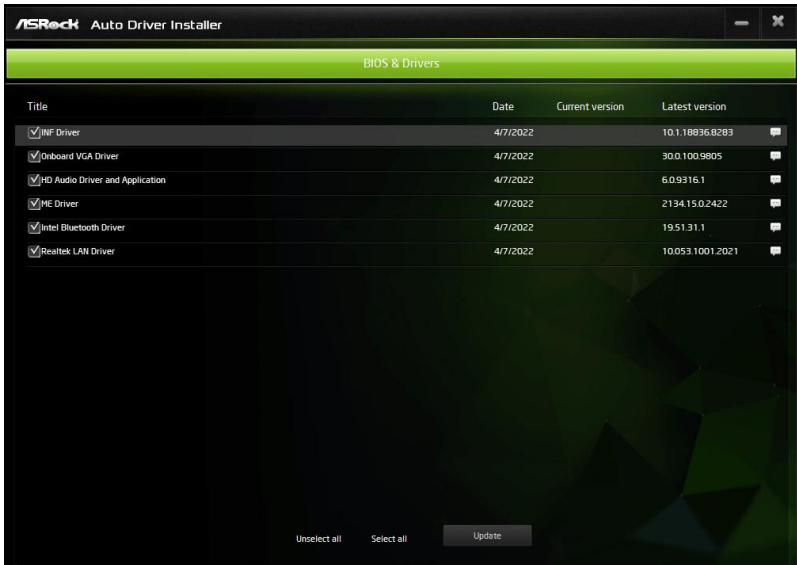 ASRock Auto Driver Installer
BIOS & Drivers
Title Date Current version Latest version
INF Driver 4/7/2022 10.1.18836.8283
Onboard VGA Driver 4/7/2022 30.0.100.9805
HD Audio Driver and Application 4/7/2022 6.0.9316.1
ME Driver 4/7/2022 2134.15.0.2422
Intel Bluetooth Driver 4/7/2022 19.51.31.1
Realtek LAN Driver 4/7/2022 10.053.1001.2021
Unselect all Select all Update